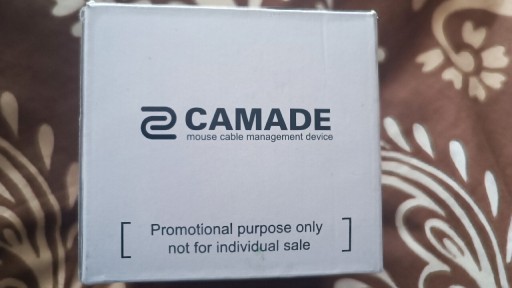 CAMADE
mouse cable management device
Promotional purpose only
not for individual sale